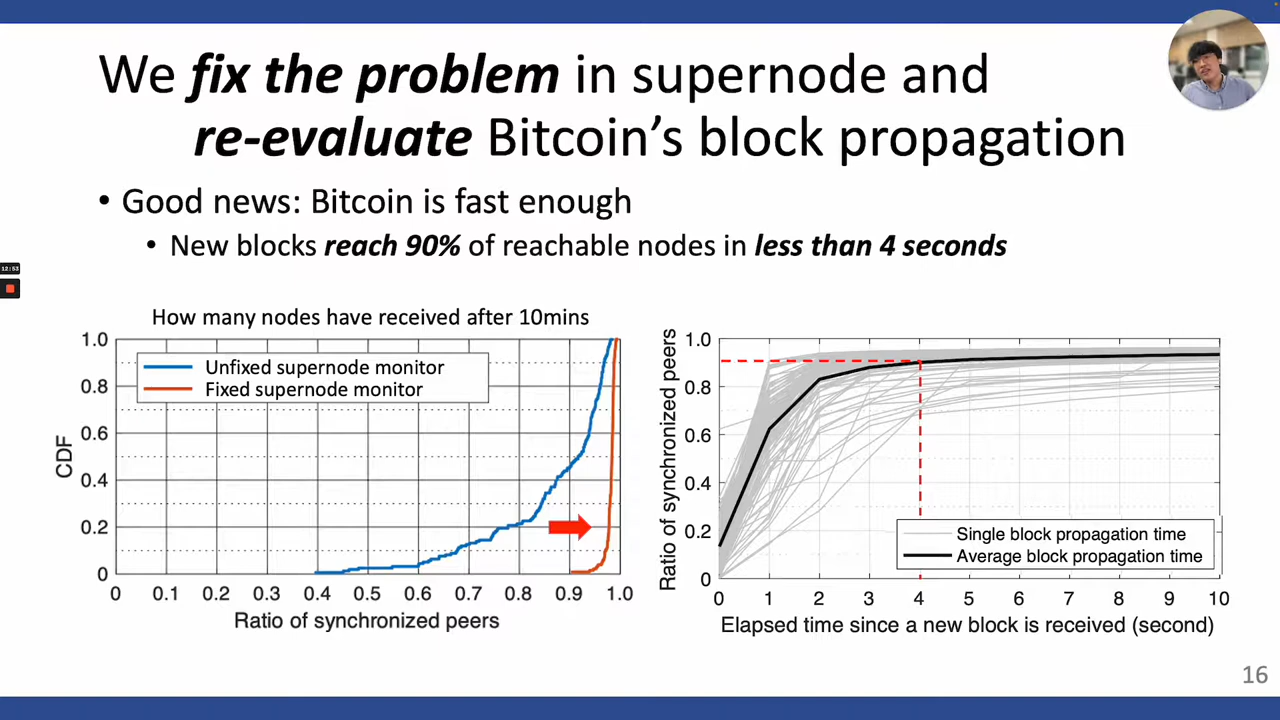 We fix the problem in supernode and
re-evaluate Bitcoin’s block propagation
• Good news: Bitcoin is fast enough
• New blocks reach 90% of reachable nodes in less than 4 seconds
12:53
How many nodes have received after 10mins
1.0
0.8
0.6
0.4
0.2
0
CDF
Unfixed supernode monitor
Fixed supernode monitor
0 0.1 0.2 0.3 0.4 0.5 0.6 0.7 0.8 0.9 1.0
Ratio of synchronized peers
Ratio of synchronized peers
1.0
0.8
0.6
0.4
0.2
0
Single block propagation time
Average block propagation time
0 1 2 3 4 5 6 7 8 9 10
Elapsed time since a new block is received (second)
16